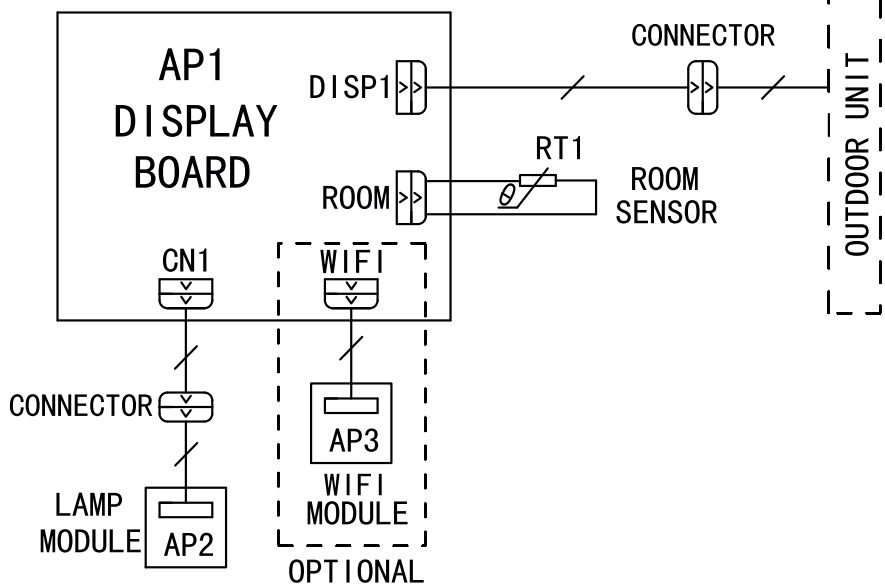 AP1
DISPLAY
BOARD
DISP1
CONNECTOR
OUTDOOR UNIT
ROOM
RT1
θ
ROOM
SENSOR
CN1
WIFI
CONNECTOR
AP3
WIFI
MODULE
LAMP
MODULE
AP2
OPTIONAL